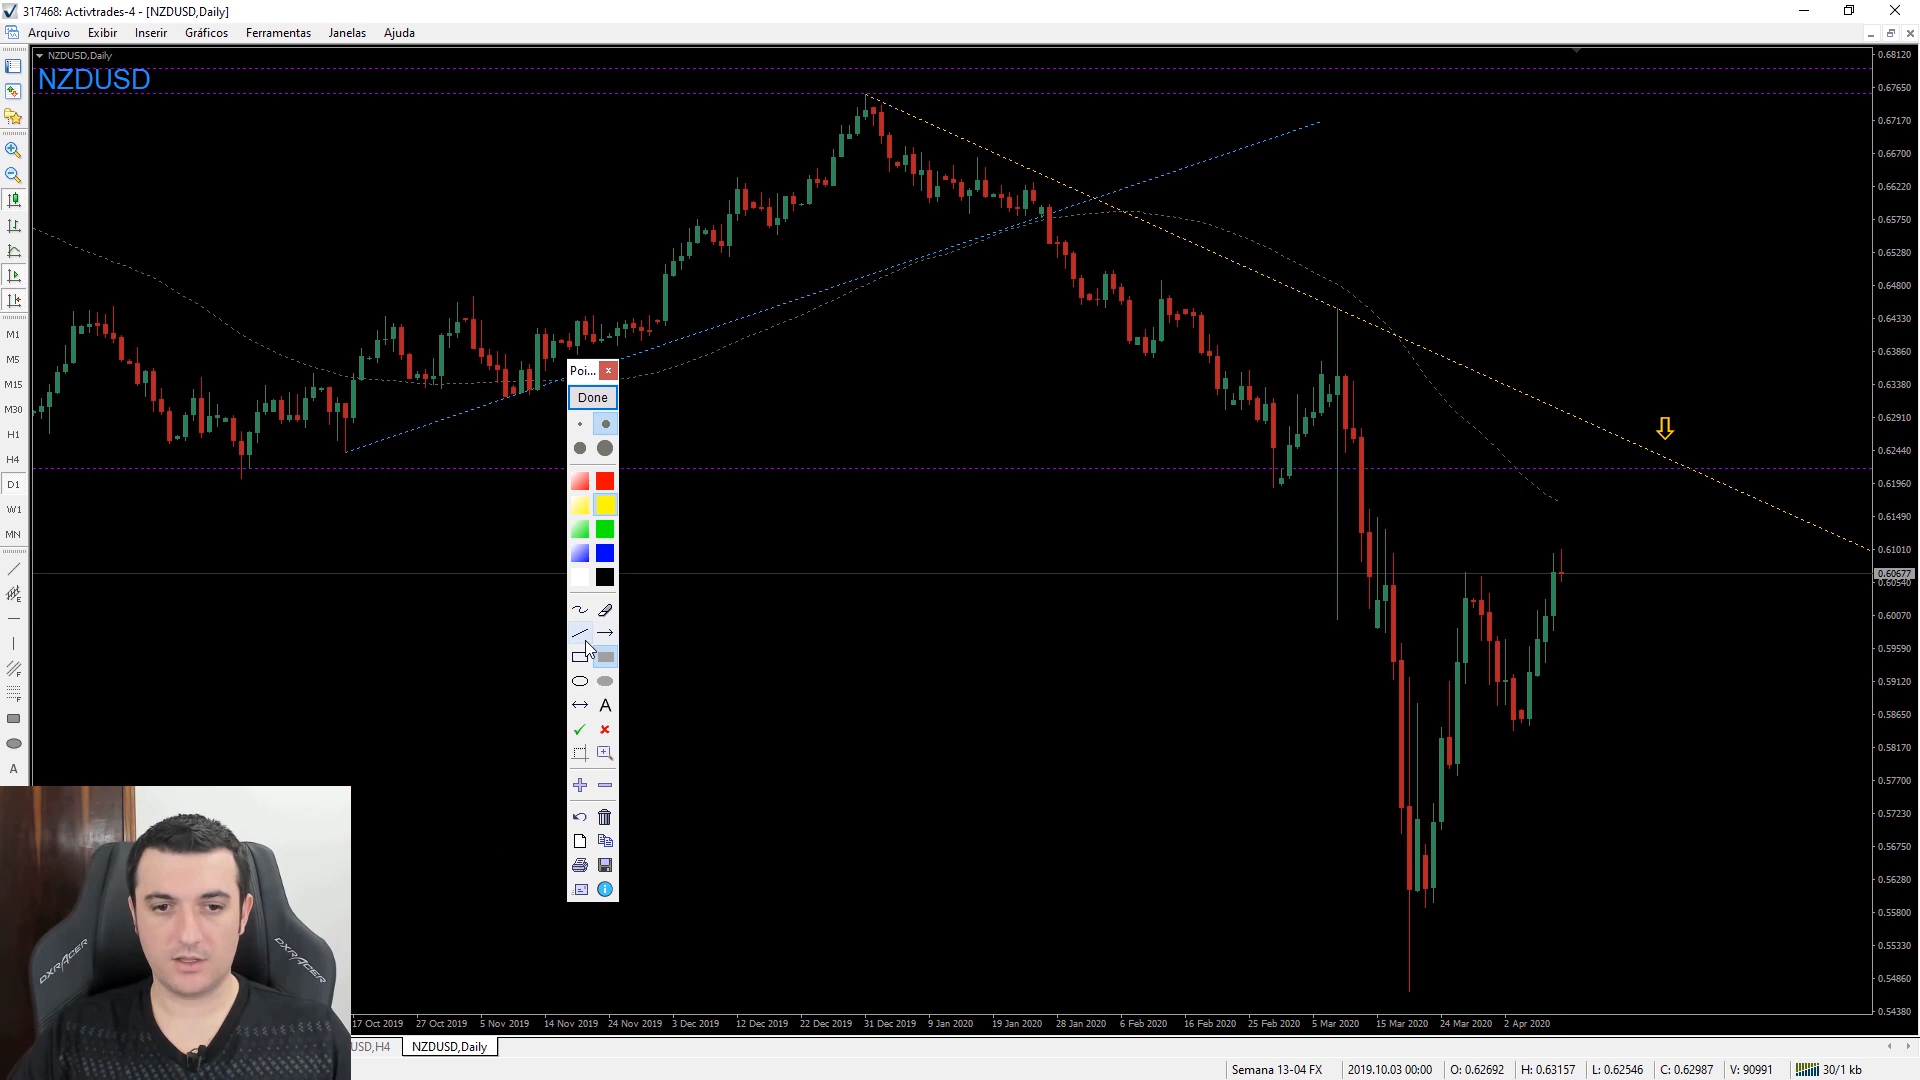 317468: Activtrades-4 - [NZDUSD,Daily]
Arquivo Exibir Inserir Gráficos Ferramentas Janelas Ajuda
NZDUSD,Daily
NZDUSD
M1
M5
M15
M30
H1
H4
D1
W1
MN
E
F
F
A
Poi...
Done
A
0.68120
0.67650
0.67170
0.66700
0.66220
0.65750
0.65280
0.64800
0.64330
0.63860
0.63380
0.62910
0.62440
0.61960
0.61490
0.61010
0.60677
0.60540
0.60070
0.59590
0.59120
0.58650
0.58170
0.57700
0.57230
0.56750
0.56280
0.55800
0.55330
0.54860
0.54380
DXRACER
DXRACER
17 Oct 2019 27 Oct 2019 5 Nov 2019 14 Nov 2019 24 Nov 2019 3 Dec 2019 12 Dec 2019 22 Dec 2019 31 Dec 2019 9 Jan 2020 19 Jan 2020 28 Jan 2020 6 Feb 2020 16 Feb 2020 25 Feb 2020 5 Mar 2020 15 Mar 2020 24 Mar 2020 2 Apr 2020
USD,H4 NZDUSD,Daily
Semana 13-04 FX 2019.10.03 00:00 O: 0.62692 H: 0.63157 L: 0.62546 C: 0.62987 V: 90991 30/1 kb